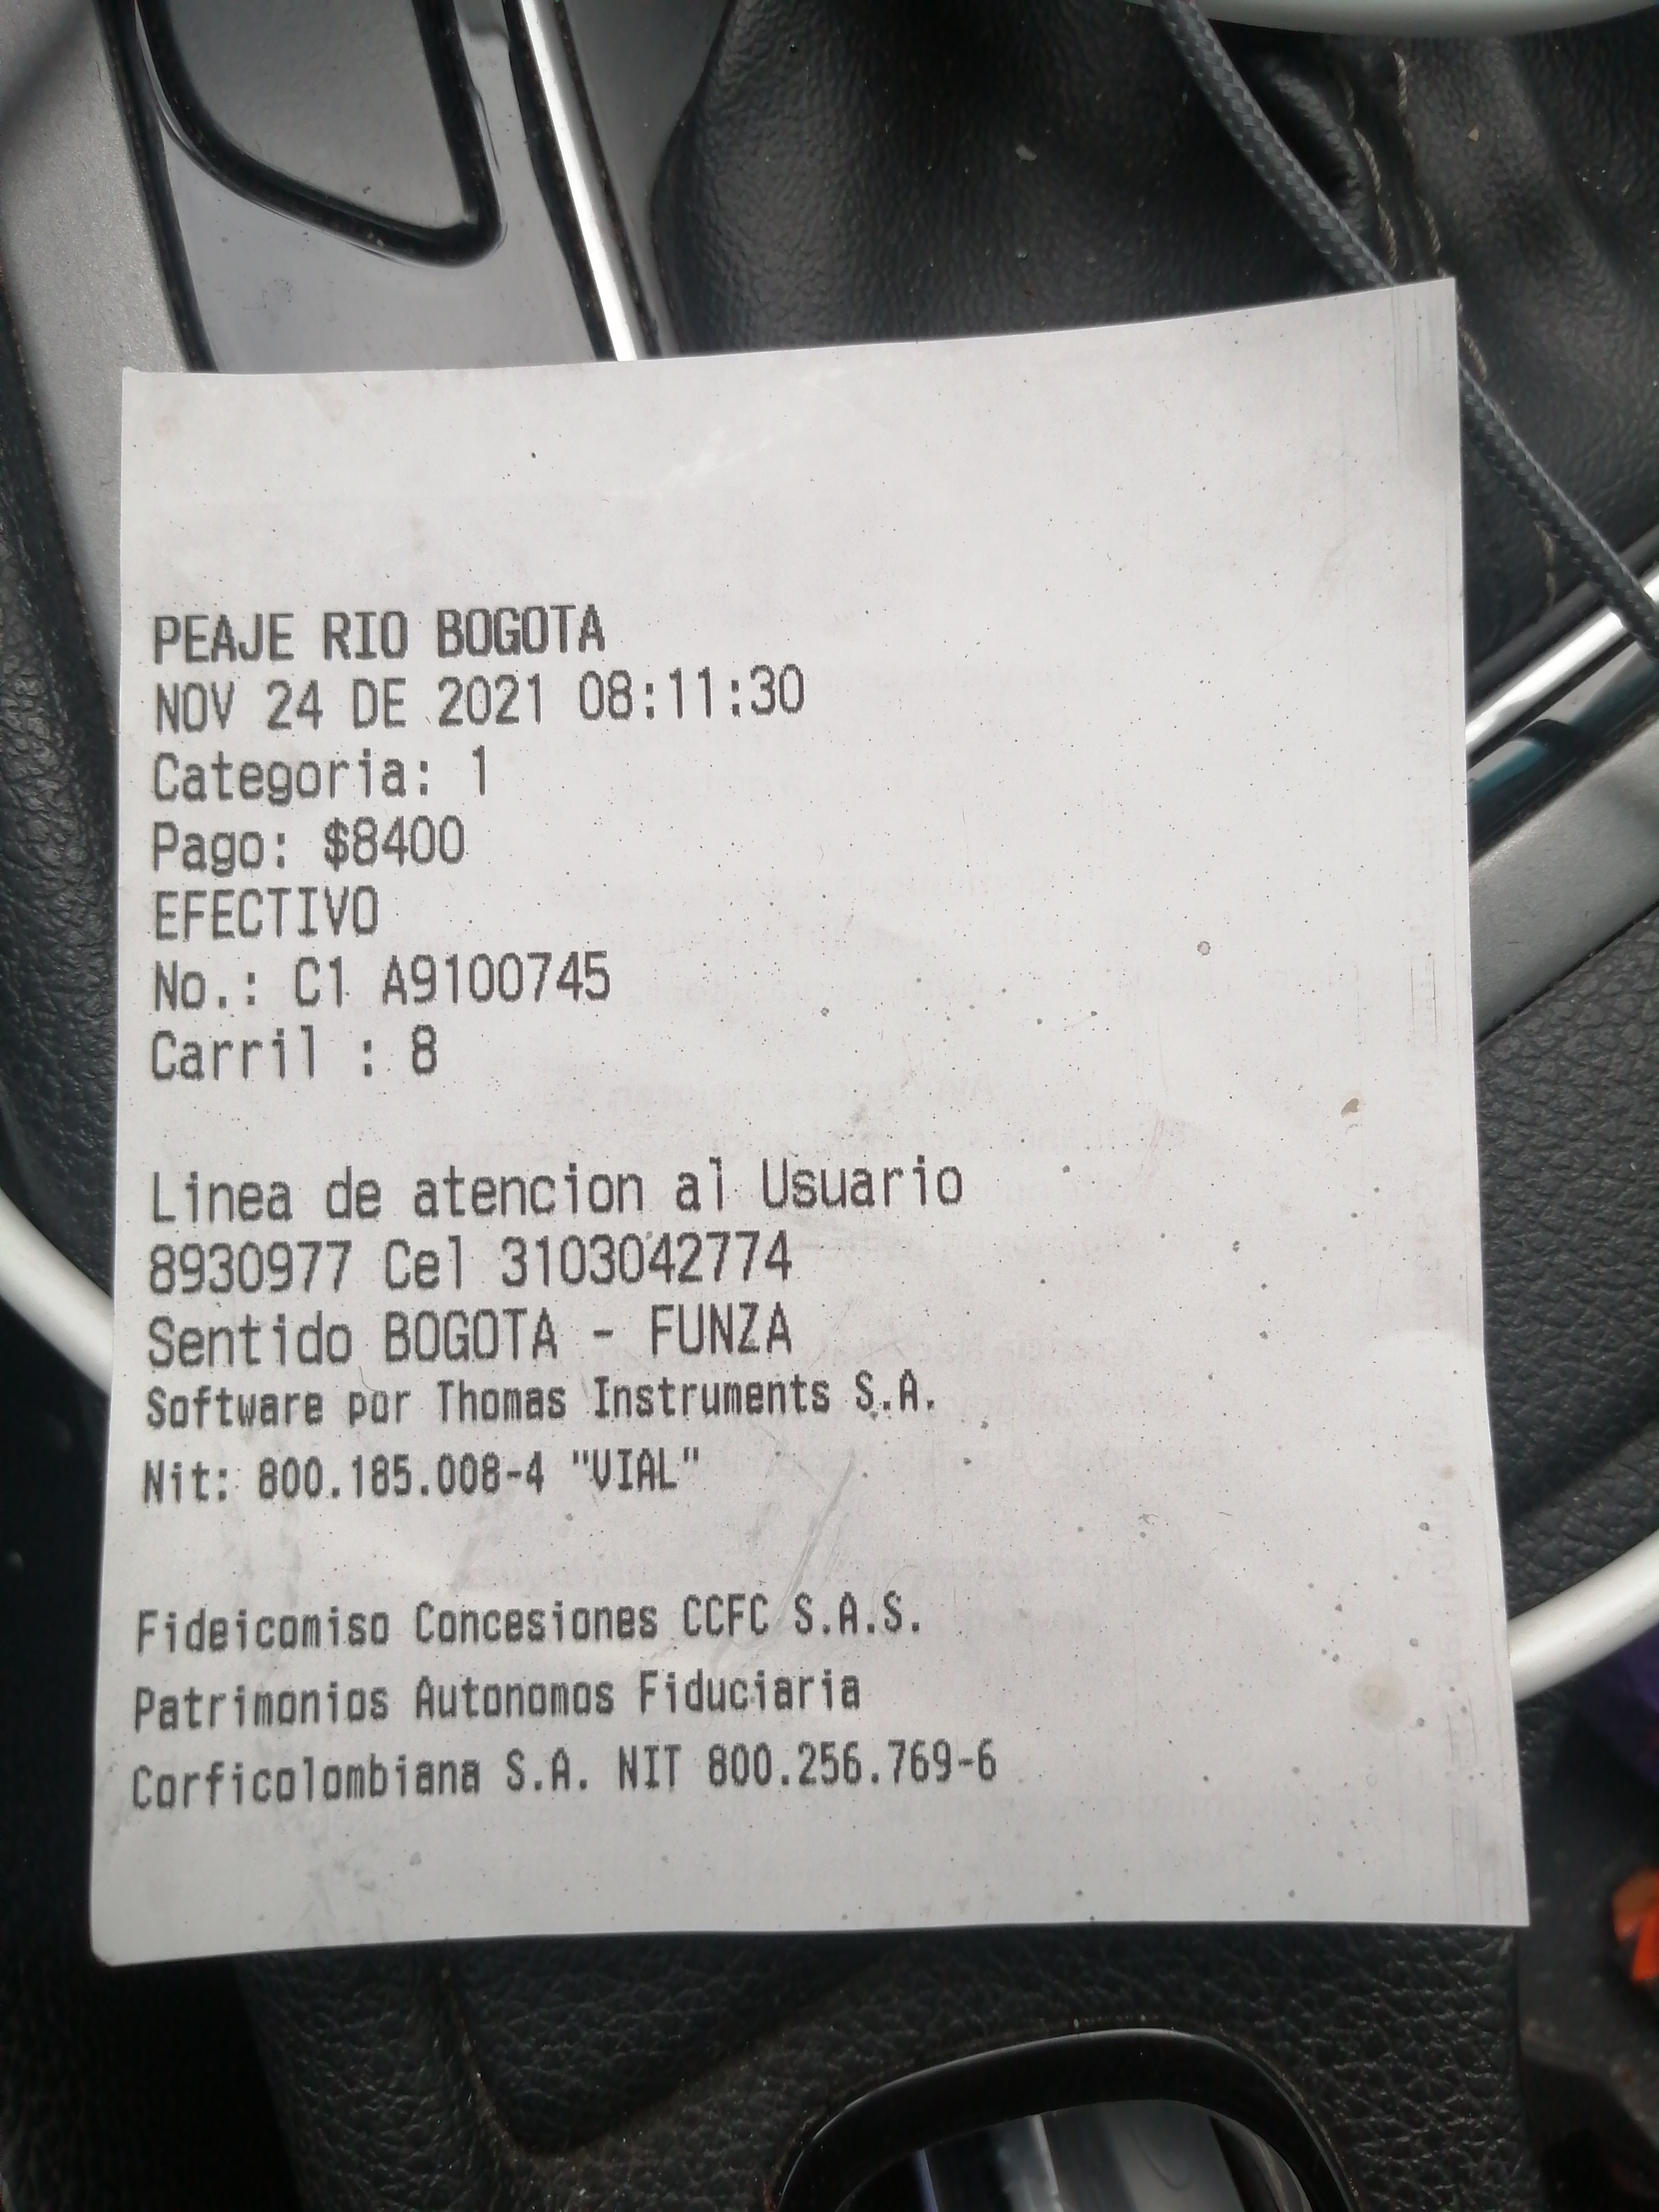 PEAJE RIO BOGOTA
NOV 24 DE 2021 08:11:30
Categoria: 1
Pago: $8400
EFECTIVO
No.: C1 A9100745
Carril : 8
Linea de atencion al Usuario
8930977 Cel 3103042774
Sentido BOGOTA - FUNZA
Software por Thomas Instruments S.A.
Nit: 800.185.008-4 "VIAL"
Fideicomiso Concesiones CCFC S.A.S.
Patrimonios Autonomos Fiduciaria
Corficolombiana S.A. NIT 800.256.769-6